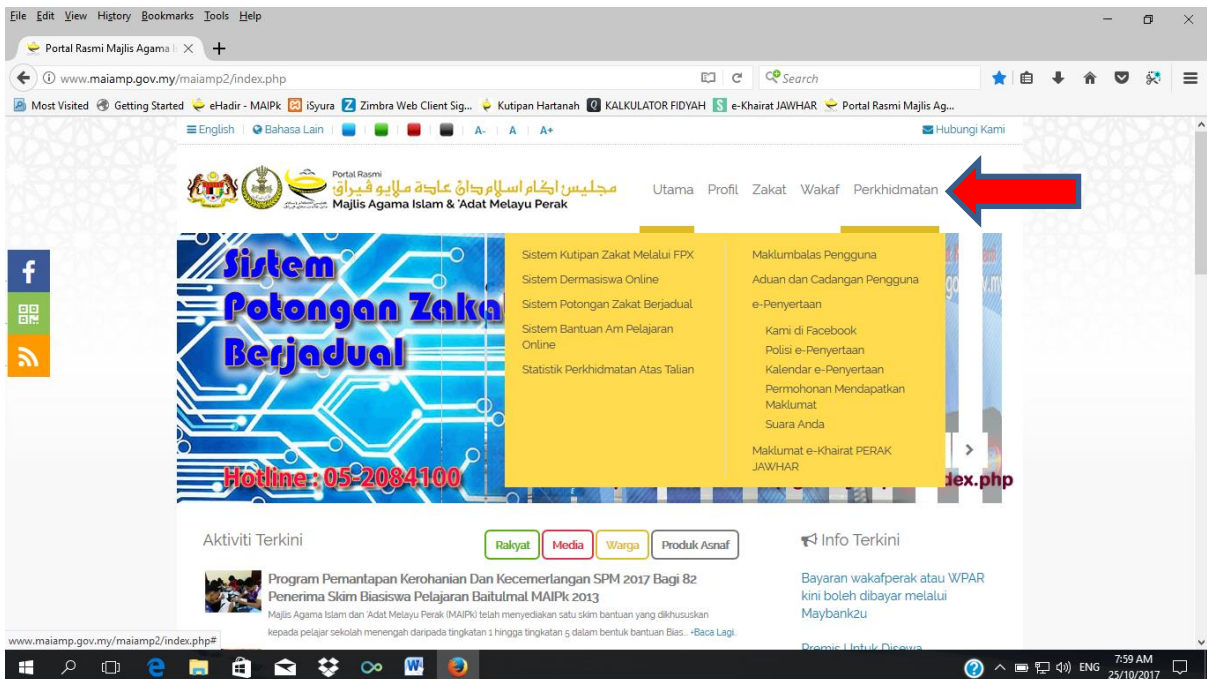 File Edit View History Bookmarks Tools Help
Portal Rasmi Majlis Agama I
www.maiamp.gov.my/maiamp2/index.php
Search
Most Visited Getting Started eHadir - MAIPk iSyura Zimbra Web Client Sig... Kutipan Hartanah KALKULATOR FIDYAH e-Khairat JAWHAR Portal Rasmi Majlis Ag...
English Bahasa Lain A- A A+ Hubungi Kami
Portal Rasmi
مجليس اݢام اسلام دان عادة ملايو ڤيراق
Majlis Agama Islam & 'Adat Melayu Perak
Utama Profil Zakat Wakaf Perkhidmatan
Sistem
Potongan Zaka
Berjadual
Hotline : 05-2084100
Sistem Kutipan Zakat Melalui FPX
Sistem Dermasiswa Online
Sistem Potongan Zakat Berjadual
Sistem Bantuan Am Pelajaran
Online
Statistik Perkhidmatan Atas Talian
Maklumbalas Pengguna
Aduan dan Cadangan Pengguna
e-Penyertaan
Kami di Facebook
Polisi e-Penyertaan
Kalendar e-Penyertaan
Permohonan Mendapatkan
Maklumat
Suara Anda
Maklumat e-Khairat PERAK
JAWHAR
dex.php
Aktiviti Terkini
Rakyat Media Warga Produk Asnaf
Program Pemantapan Kerohanian Dan Kecemerlangan SPM 2017 Bagi 82
Penerima Skim Biasiswa Pelajaran Baitulmal MAIPk 2013
Majlis Agama Islam dan 'Adat Melayu Perak (MAIPk) telah menyediakan satu skim bantuan yang dikhususkan
kepada pelajar sekolah menengah daripada tingkatan 1 hingga tingkatan 5 dalam bentuk bantuan Bias.. +Baca Lagi..
Info Terkini
Bayaran wakafperak atau WPAR
kini boleh dibayar melalui
Maybank2u
Premis Untuk Disewa
www.maiamp.gov.my/maiamp2/index.php#
ENG
7:59 AM
25/10/2017